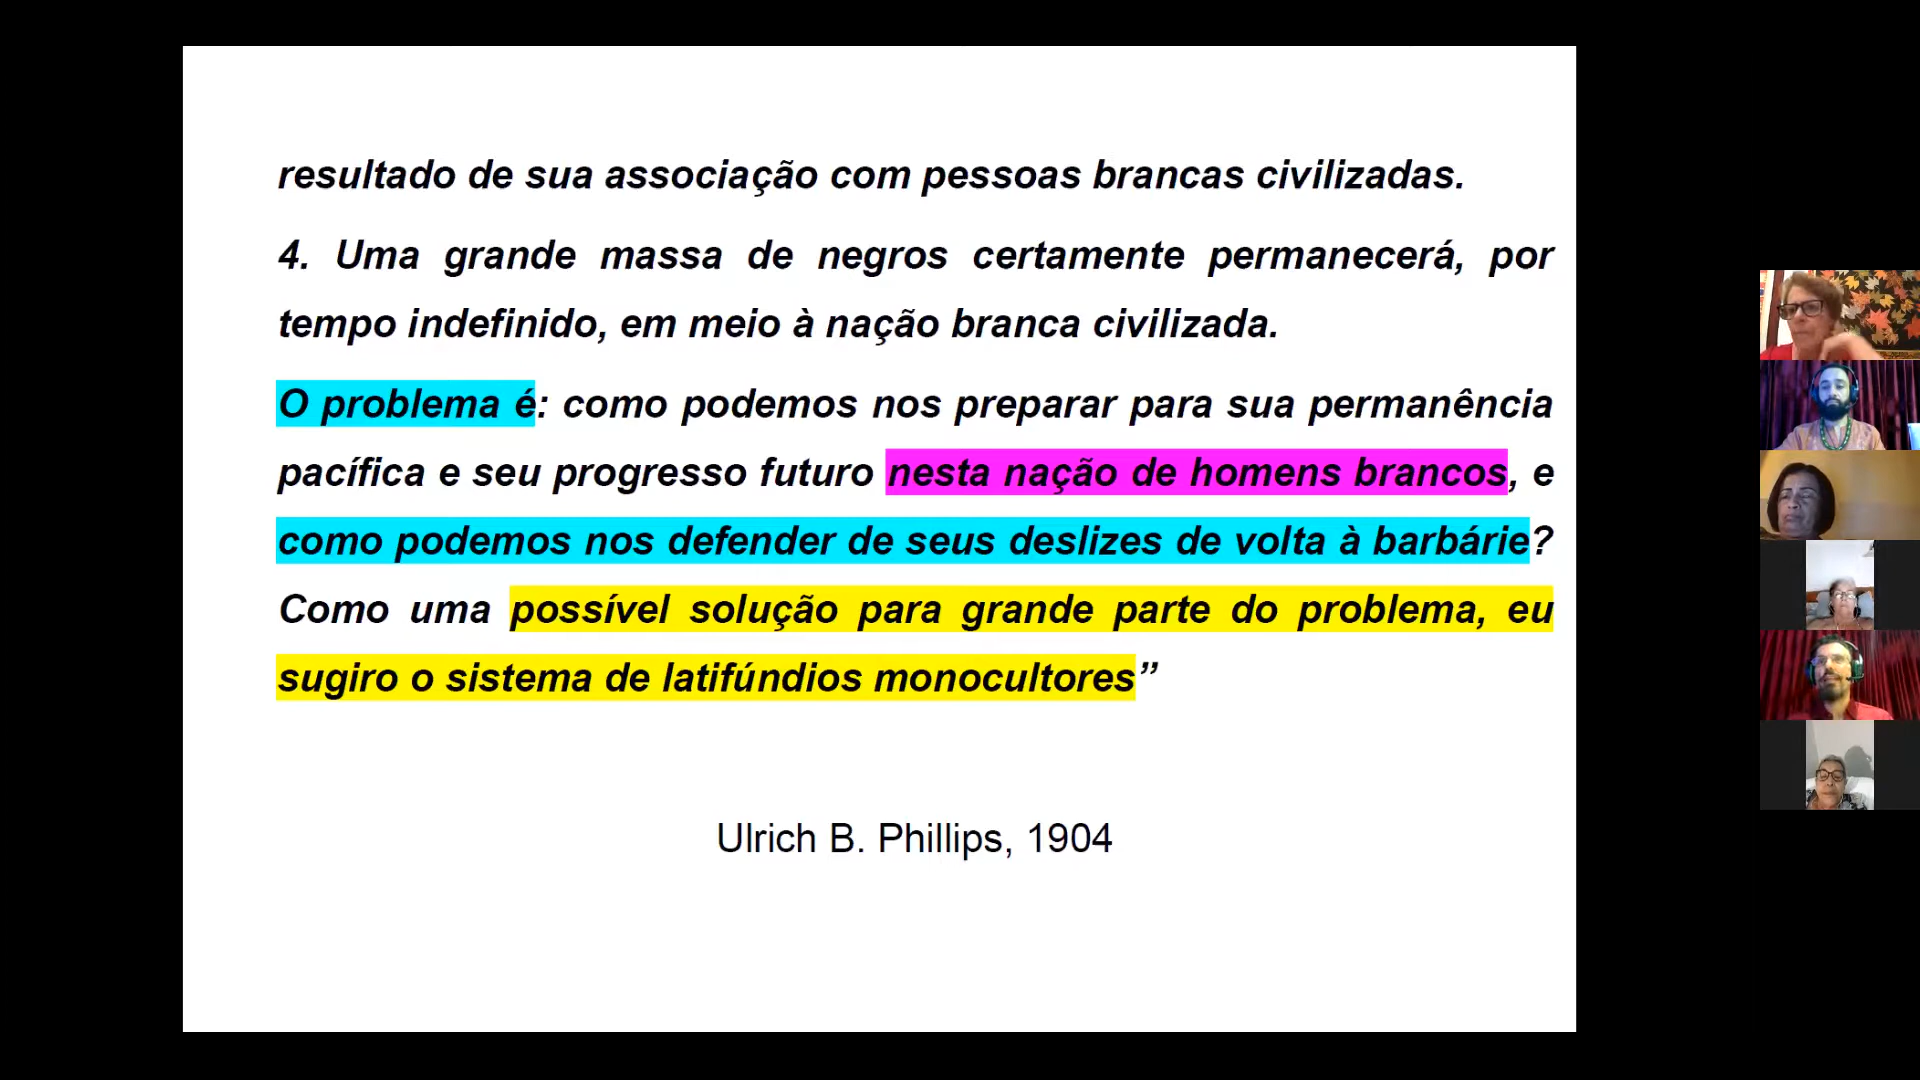 resultado de sua associação com pessoas brancas civilizadas.
4. Uma grande massa de negros certamente permanecerá, por
tempo indefinido, em meio à nação branca civilizada.
O problema é: como podemos nos preparar para sua permanência
pacífica e seu progresso futuro nesta nação de homens brancos, e
como podemos nos defender de seus deslizes de volta à barbárie?
Como uma possível solução para grande parte do problema, eu
sugiro o sistema de latifúndios monocultores”
Ulrich B. Phillips, 1904